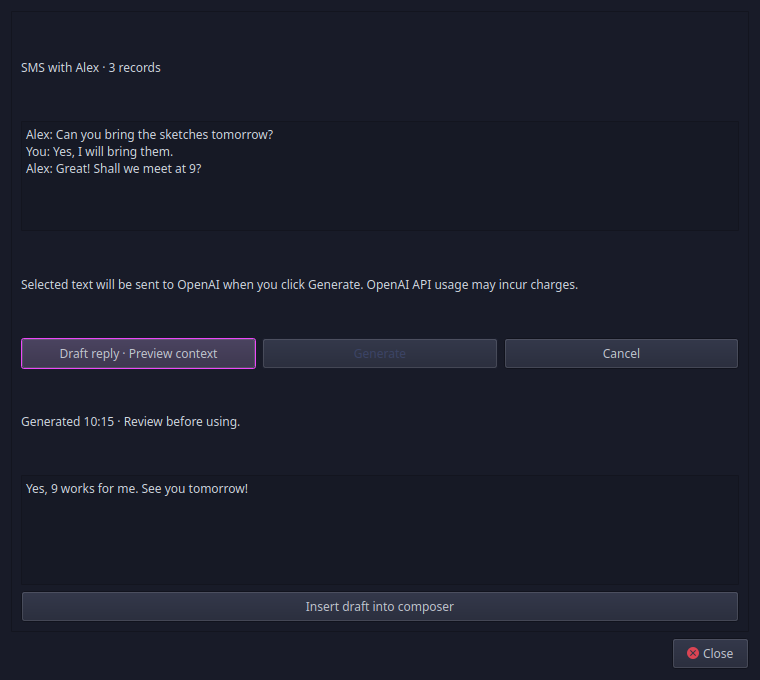 SMS with Alex · 3 records
Alex: Can you bring the sketches tomorrow?
You: Yes, I will bring them.
Alex: Great! Shall we meet at 9?
Selected text will be sent to OpenAI when you click Generate. OpenAI API usage may incur charges.
Draft reply · Preview context
Generate
Cancel
Generated 10:15 · Review before using.
Yes, 9 works for me. See you tomorrow!
Insert draft into composer
Close